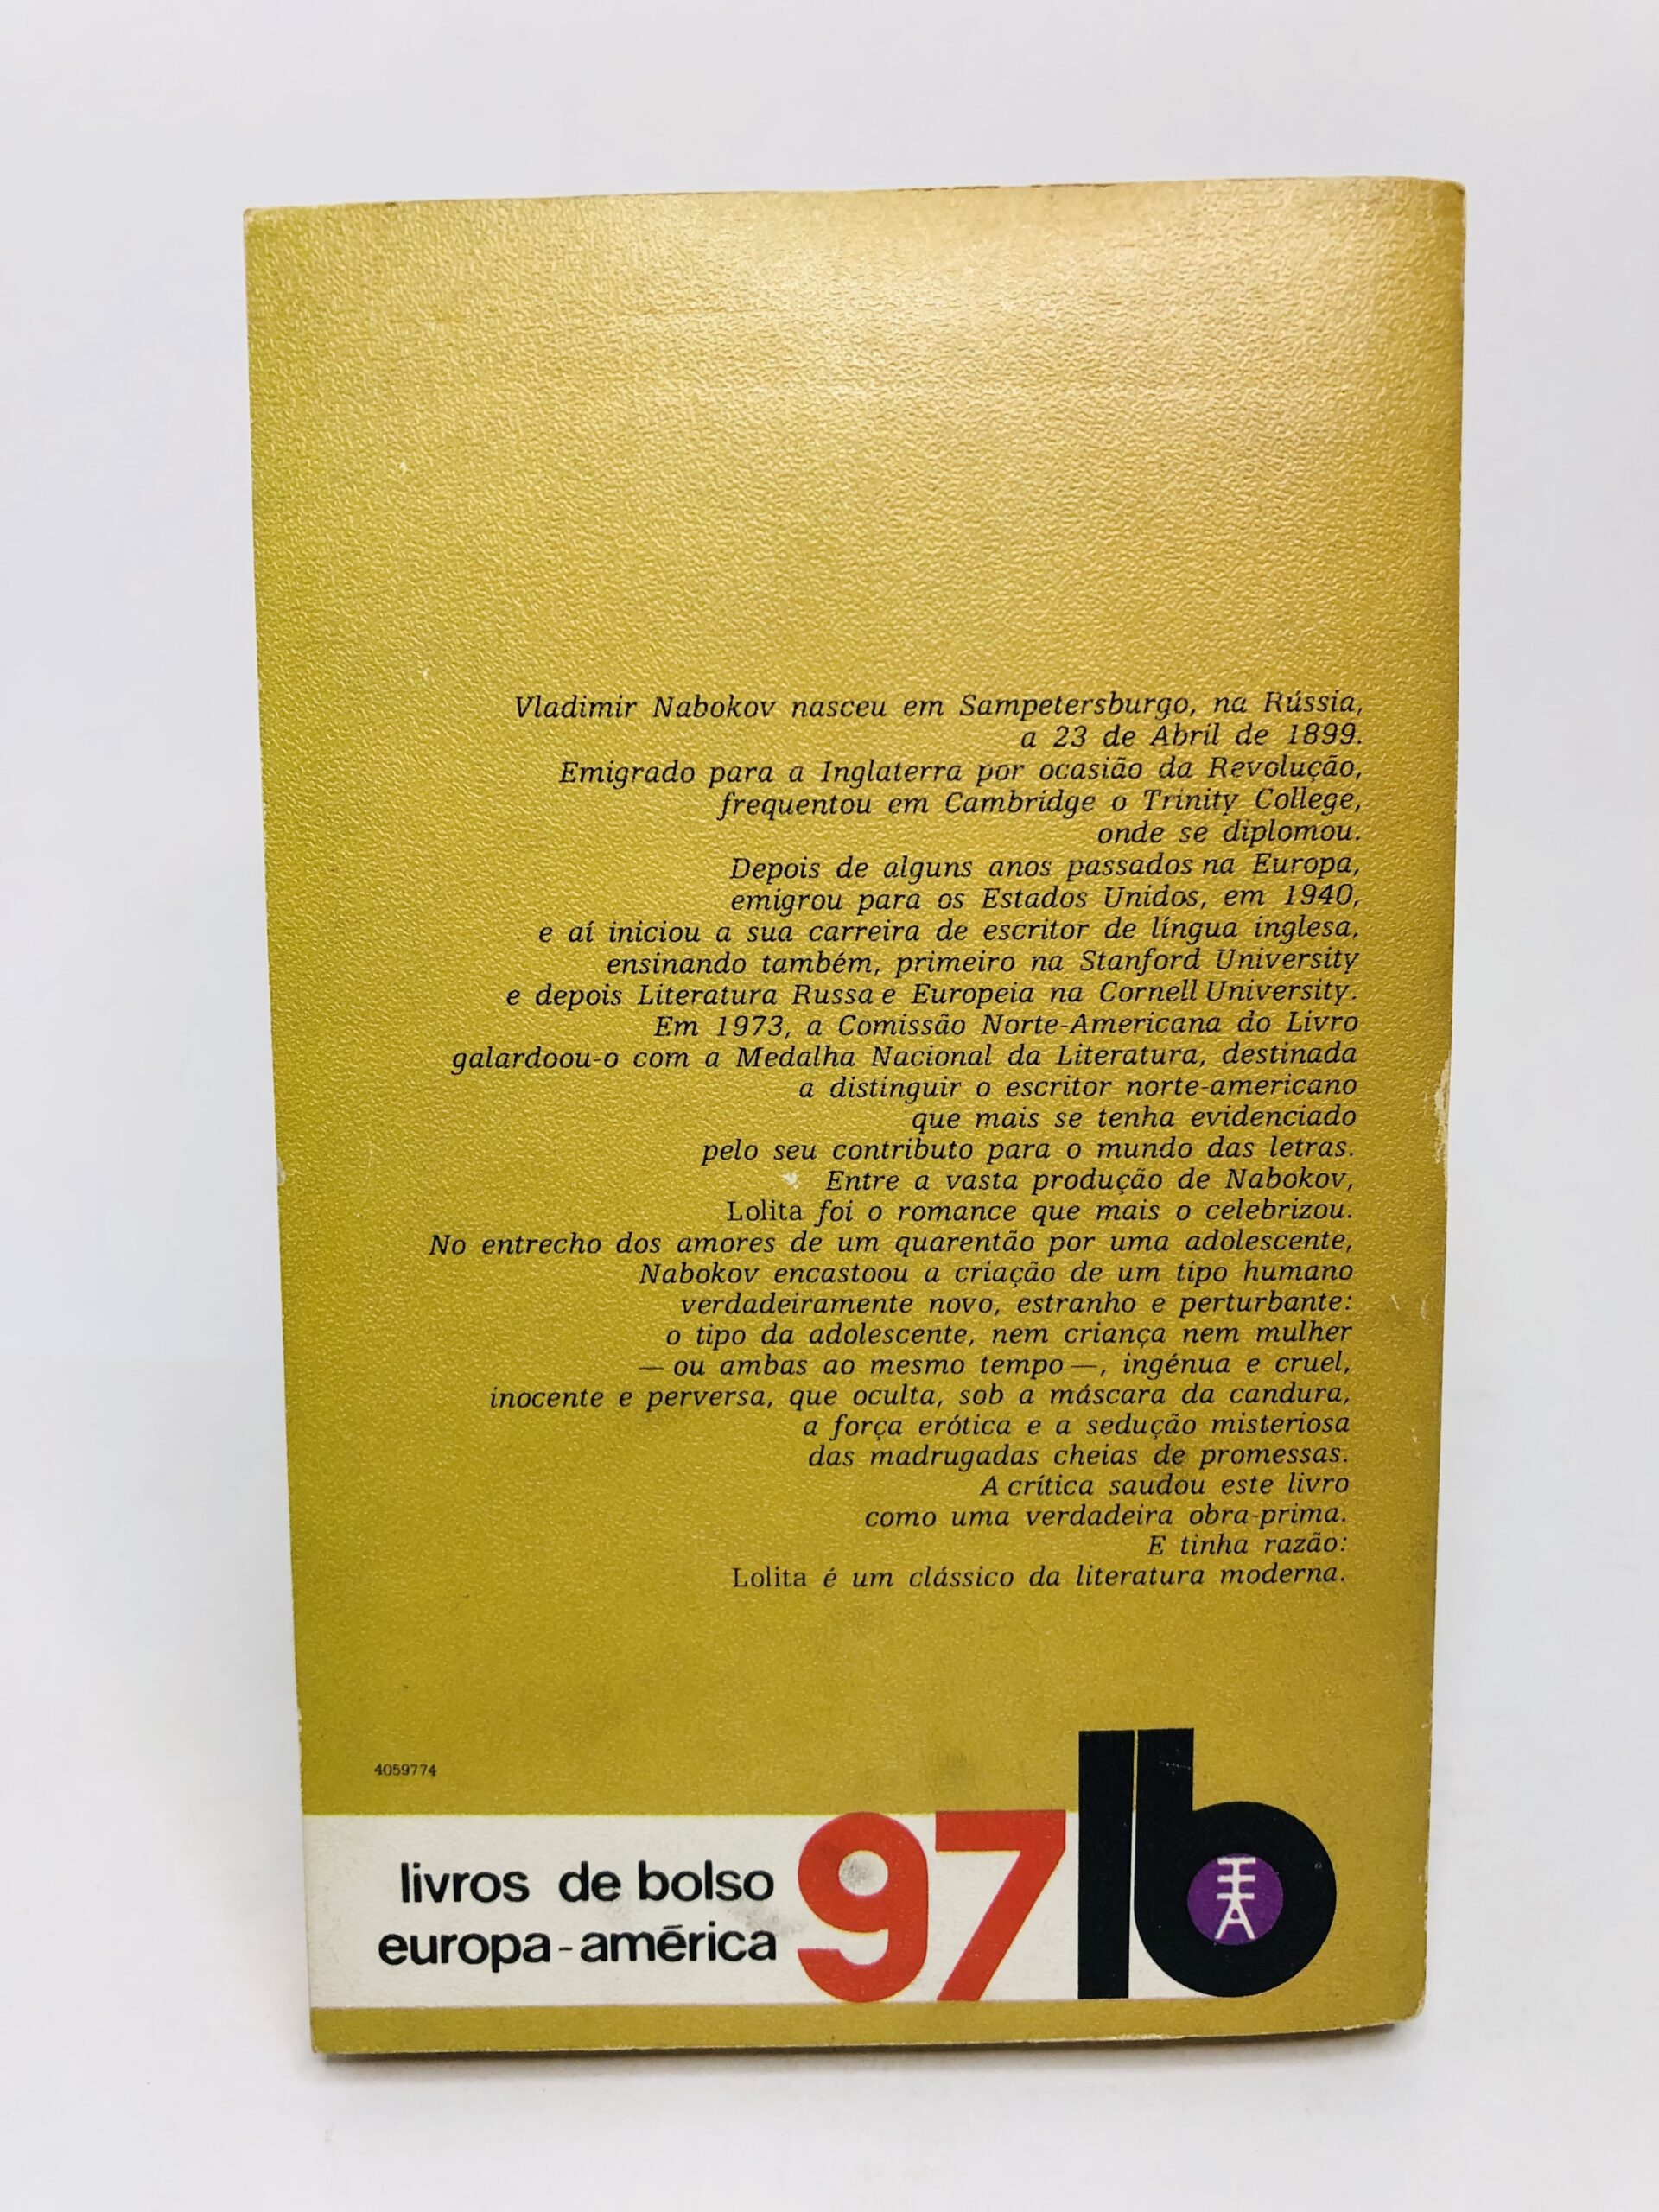 Vladimir Nabokov nasceu em Sampetersburgo, na Rússia,
a 23 de Abril de 1899.
Emigrado para a Inglaterra por ocasião da Revolução,
frequentou em Cambridge o Trinity College,
onde se diplomou.
Depois de alguns anos passados na Europa,
emigrou para os Estados Unidos, em 1940,
e aí iniciou a sua carreira de escritor de língua inglesa,
ensinando também, primeiro na Stanford University
e depois Literatura Russa e Europeia na Cornell University.
Em 1973, a Comissão Norte-Americana do Livro
galardoou-o com a Medalha Nacional da Literatura, destinada
a distinguir o escritor norte-americano
que mais se tenha evidenciado
pelo seu contributo para o mundo das letras.
Entre a vasta produção de Nabokov,
Lolita foi o romance que mais o celebrizou.
No entrecho dos amores de um quarentão por uma adolescente,
Nabokov encastoou a criação de um tipo humano
verdadeiramente novo, estranho e perturbante:
o tipo da adolescente, nem criança nem mulher
— ou ambas ao mesmo tempo —, ingénua e cruel,
inocente e perversa, que oculta, sob a máscara da candura,
a força erótica e a sedução misteriosa
das madrugadas cheias de promessas.
A crítica saudou este livro
como uma verdadeira obra-prima.
E tinha razão:
Lolita é um clássico da literatura moderna.
4059774
livros de bolso
europa-américa
97
lb